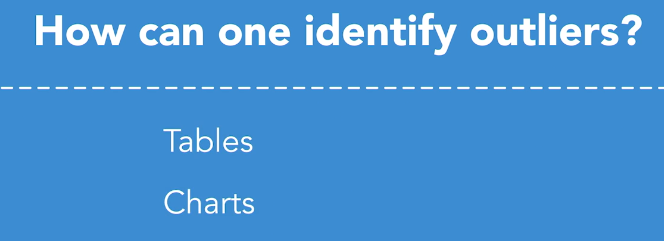 How can one identify outliers?
Tables
Charts